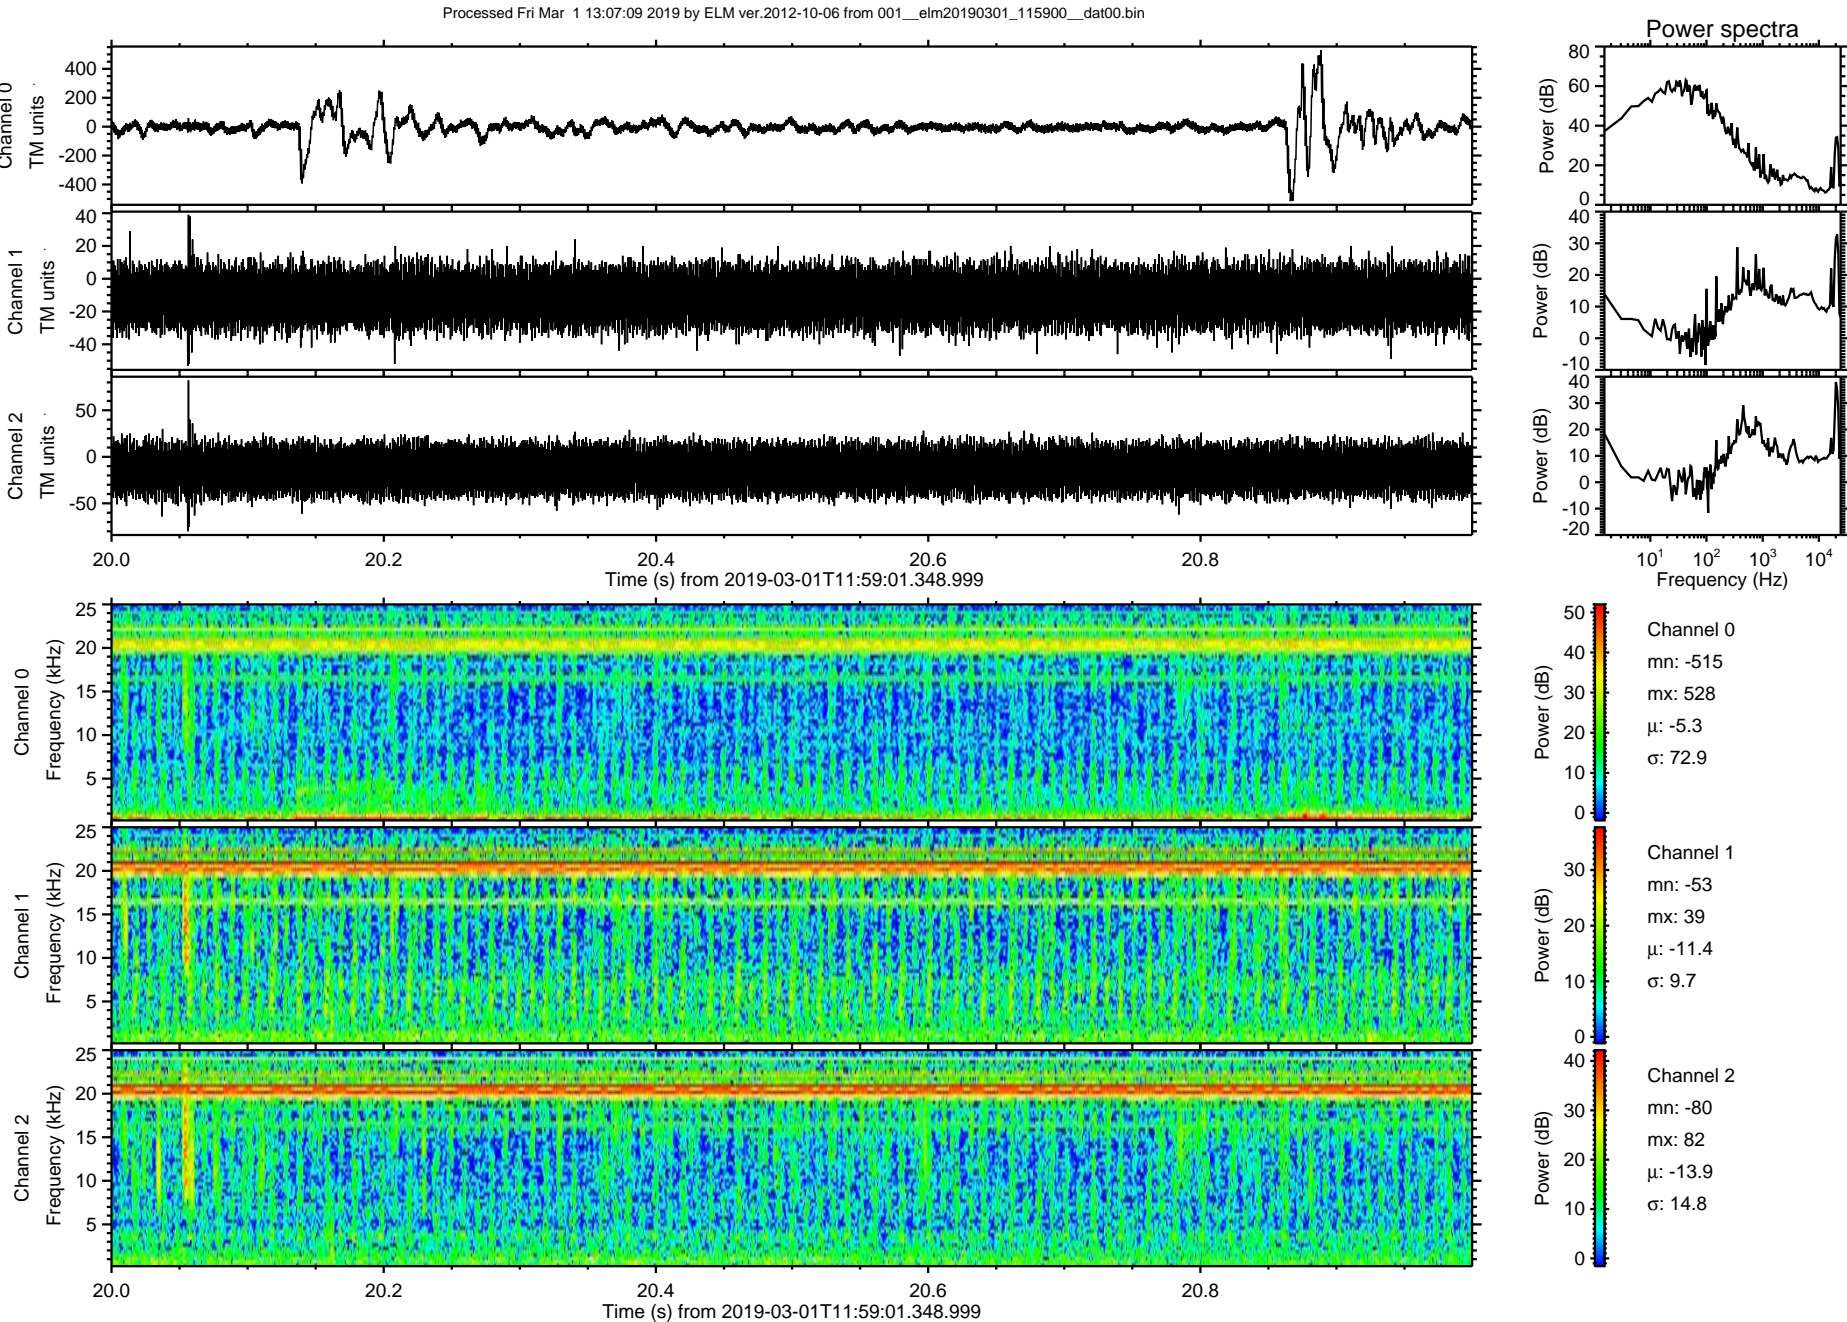 Processed Fri Mar  1 13:07:09 2019 by ELM ver.2012-10-06 from 001__elm20190301_115900__dat00.bin
Power spectra
Channel 0
TM units
400
200
0
-200
-400
Power (dB)
80
60
40
20
0
Channel 1
TM units
40
20
0
-20
-40
Power (dB)
40
30
20
10
0
-10
Channel 2
TM units
50
0
-50
Power (dB)
40
30
20
10
0
-10
-20
20.0 20.2 20.4 20.6 20.8
Time (s) from 2019-03-01T11:59:01.348.999
10^1 10^2 10^3 10^4
Frequency (Hz)
Channel 0
Frequency (kHz)
25
20
15
10
5
Power (dB)
50
40
30
20
10
0
Channel 0
mn: -515
mx: 528
μ: -5.3
σ: 72.9
Channel 1
Frequency (kHz)
25
20
15
10
5
Power (dB)
30
20
10
0
Channel 1
mn: -53
mx: 39
μ: -11.4
σ: 9.7
Channel 2
Frequency (kHz)
25
20
15
10
5
Power (dB)
40
30
20
10
0
Channel 2
mn: -80
mx: 82
μ: -13.9
σ: 14.8
20.0 20.2 20.4 20.6 20.8
Time (s) from 2019-03-01T11:59:01.348.999